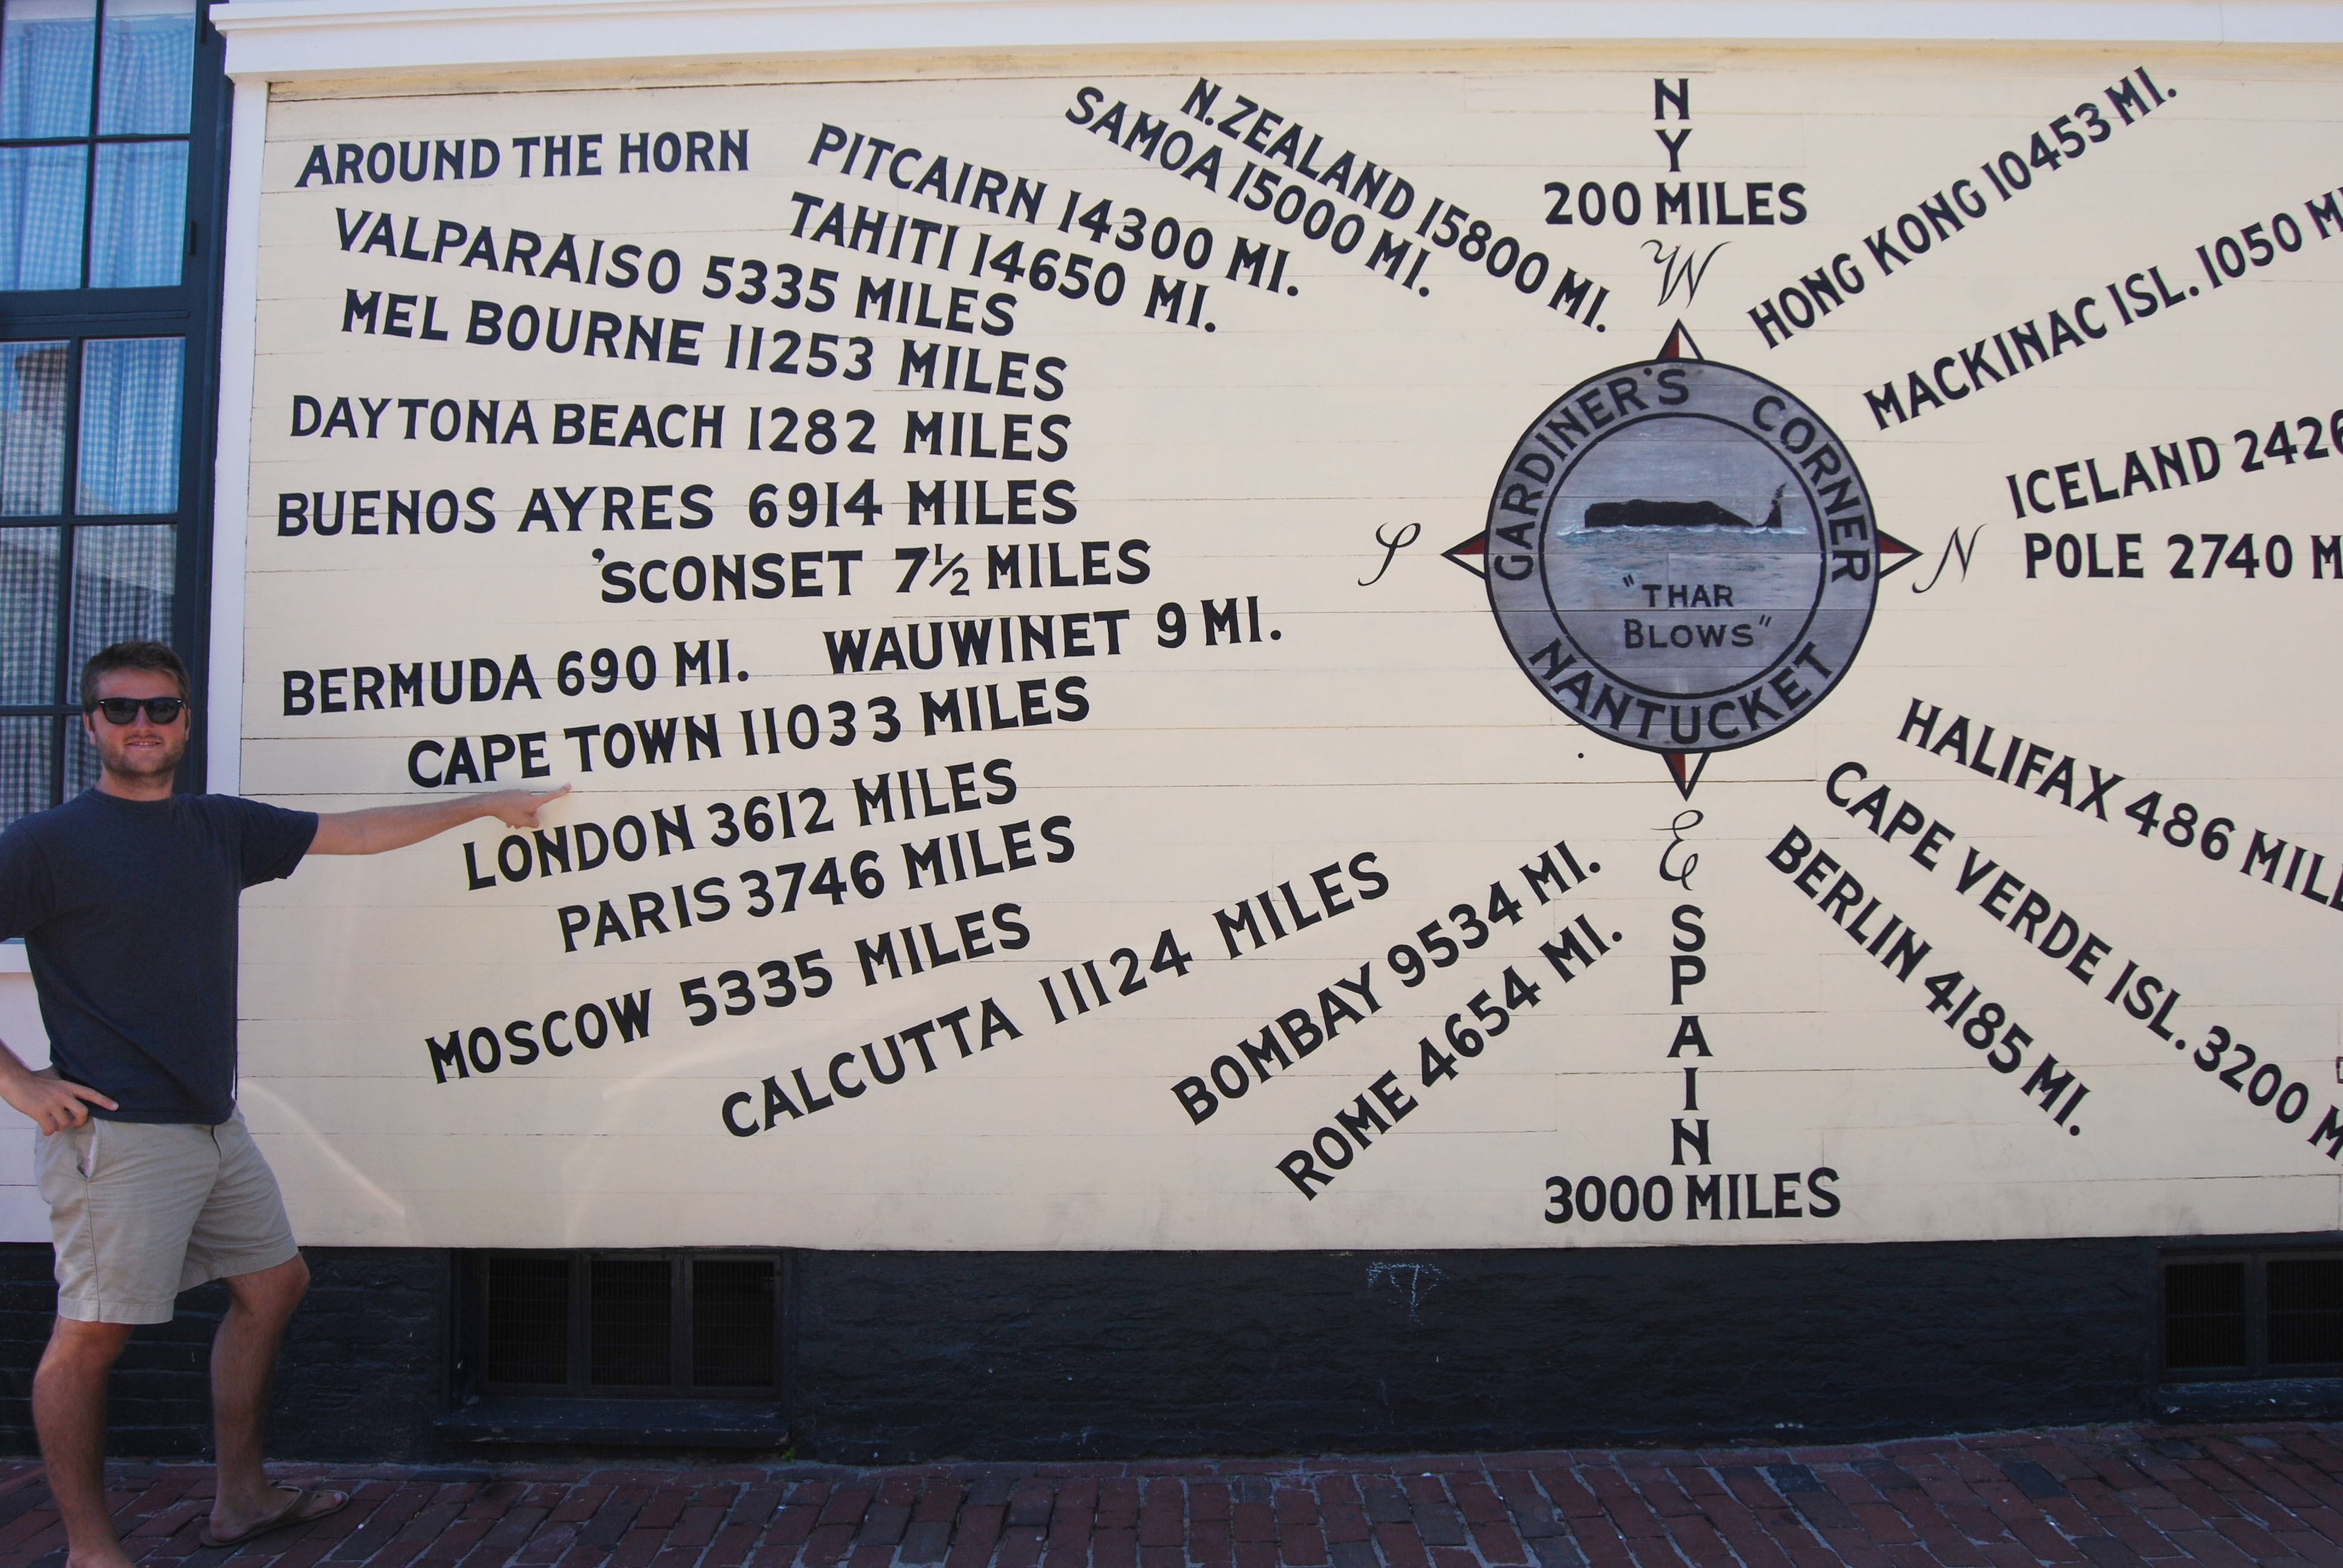 AROUND THE HORN
VALPARAISO 5335 MILES
MEL BOURNE 11253 MILES
DAYTONA BEACH 1282 MILES
BUENOS AYRES 6914 MILES
'SCONSET 7½ MILES
BERMUDA 690 MI.
WAUWINET 9 MI.
CAPE TOWN 11033 MILES
LONDON 3612 MILES
PARIS 3746 MILES
MOSCOW 5335 MILES
CALCUTTA 11124 MILES
BOMBAY 9534 MI.
ROME 4654 MI.
PITCAIRN 14300 MI.
TAHITI 14650 MI.
SAMOA 15000 MI.
N. ZEALAND 15800 MI.
NY
200 MILES
W
S
GARDINER'S CORNER
"THAR
BLOWS"
NANTUCKET
N
E
SPAIN
3000 MILES
HONG KONG 10453 MI.
MACKINAC ISL. 1050
ICELAND 2426
POLE 2740
HALIFAX 486
CAPE VERDE ISL. 3200
BERLIN 4185 MI.